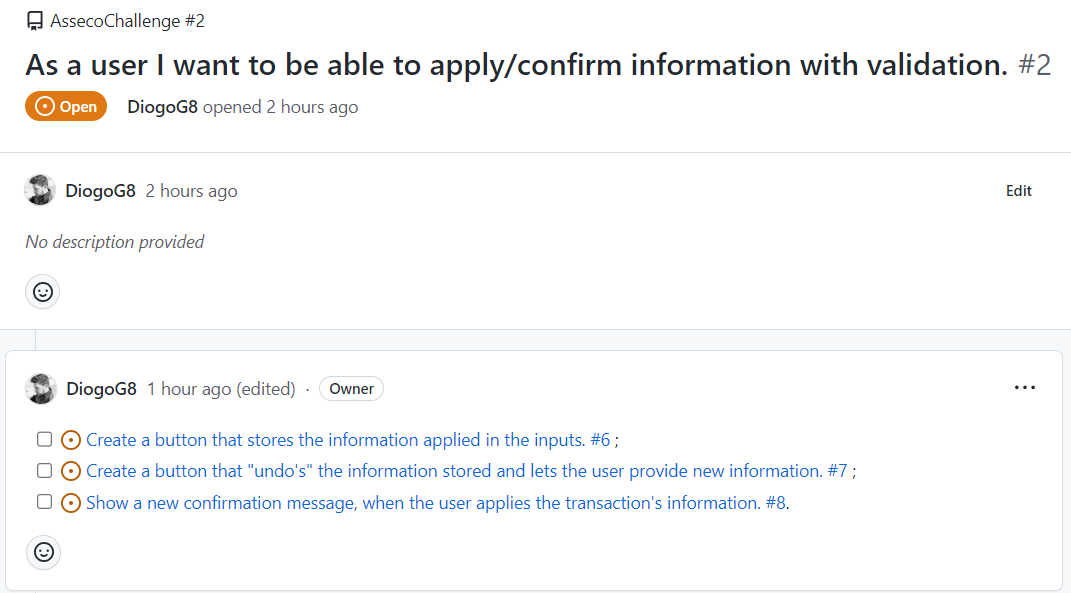 AssecoChallenge #2
As a user I want to be able to apply/confirm information with validation. #2
Open DiogoG8 opened 2 hours ago
DiogoG8 2 hours ago Edit
No description provided
DiogoG8 1 hour ago (edited) · Owner ...
Create a button that stores the information applied in the inputs. #6 ;
Create a button that "undo's" the information stored and lets the user provide new information. #7 ;
Show a new confirmation message, when the user applies the transaction's information. #8.